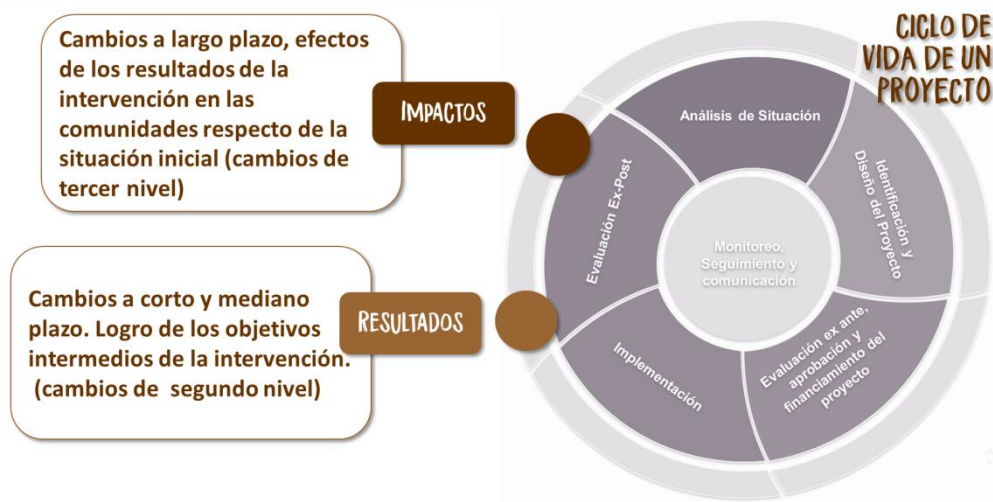 CICLO DE
VIDA DE UN
PROYECTO
Cambios a largo plazo, efectos
de los resultados de la
intervención en las
comunidades respecto de la
situación inicial (cambios de
tercer nivel)
IMPACTOS
Cambios a corto y mediano
plazo. Logro de los objetivos
intermedios de la intervención.
(cambios de segundo nivel)
RESULTADOS
Análisis de Situación
Identificación y
Diseño del Proyecto
Evaluación ex ante,
aprobación y
financiamiento del
proyecto
Implementación
Evaluación Ex-Post
Monitoreo,
Seguimiento y
comunicación